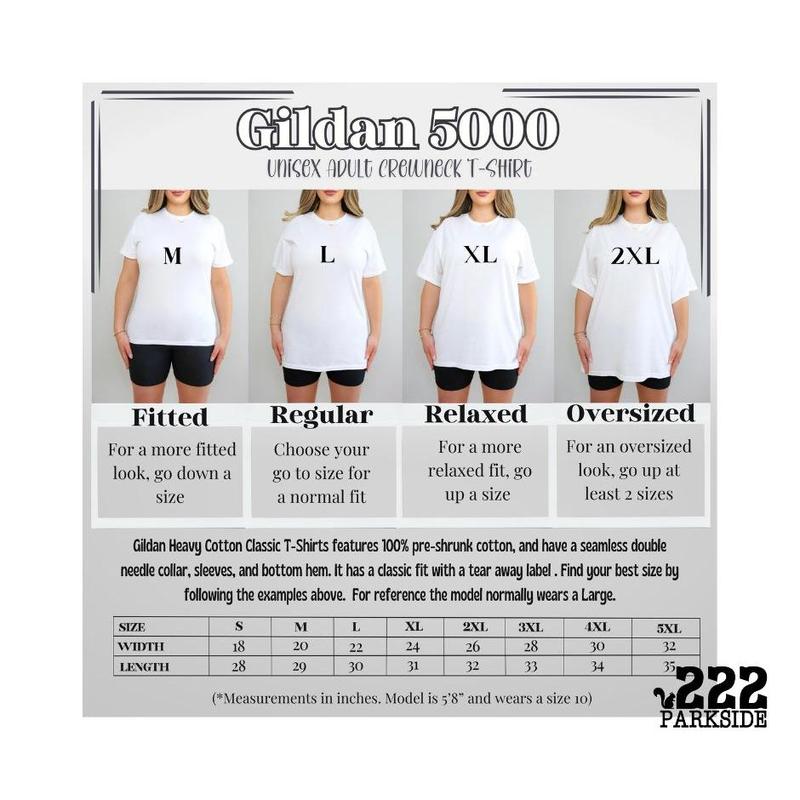 Gildan 5000
UNISEX ADULT CREWNECK T-SHIRT
M L XL 2XL
Fitted Regular Relaxed Oversized
For a more fitted
look, go down a
size
Choose your
go to size for
a normal fit
For a more
relaxed fit, go
up a size
For an oversized
look, go up at
least 2 sizes
Gildan Heavy Cotton Classic T-Shirts features 100% pre-shrunk cotton, and have a seamless double
needle collar, sleeves, and bottom hem. It has a classic fit with a tear away label . Find your best size by
following the examples above. For reference the model normally wears a Large.
SIZE S M L XL 2XL 3XL 4XL 5XL
WIDTH 18 20 22 24 26 28 30 32
LENGTH 28 29 30 31 32 33 34 35
(*Measurements in inches. Model is 5'8" and wears a size 10)
222
PARKSIDE